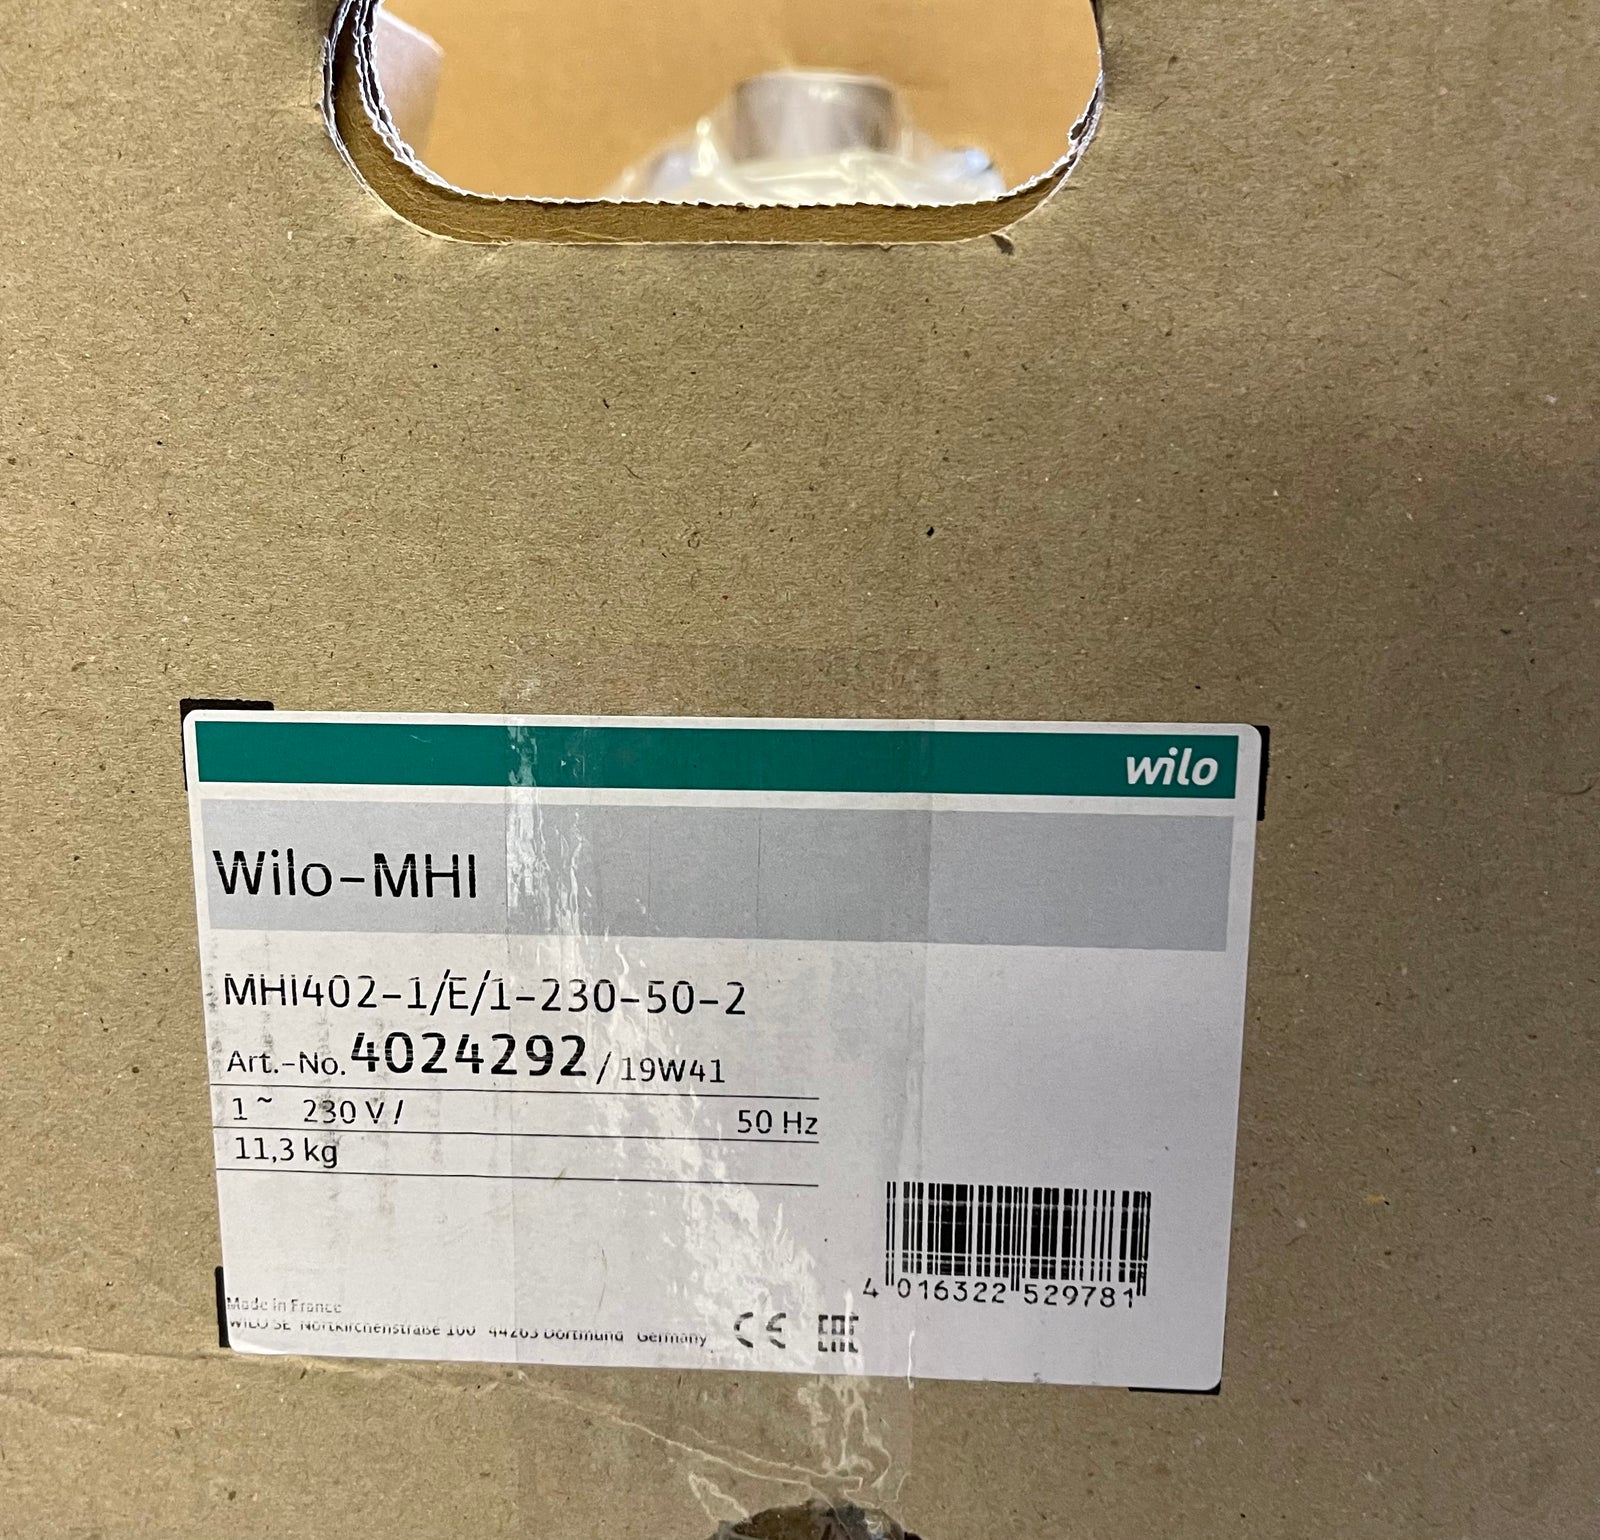 wilo
Wilo-MHI
MHI402-1/E/1-230-50-2
Art.-No. 4024292 / 19W41
1~ 230 V / 50 Hz
11,3 kg
4 016322 529781
Made in France
WILO SE Nortkirchenstraße 100 44263 Dortmund Germany CE EAC